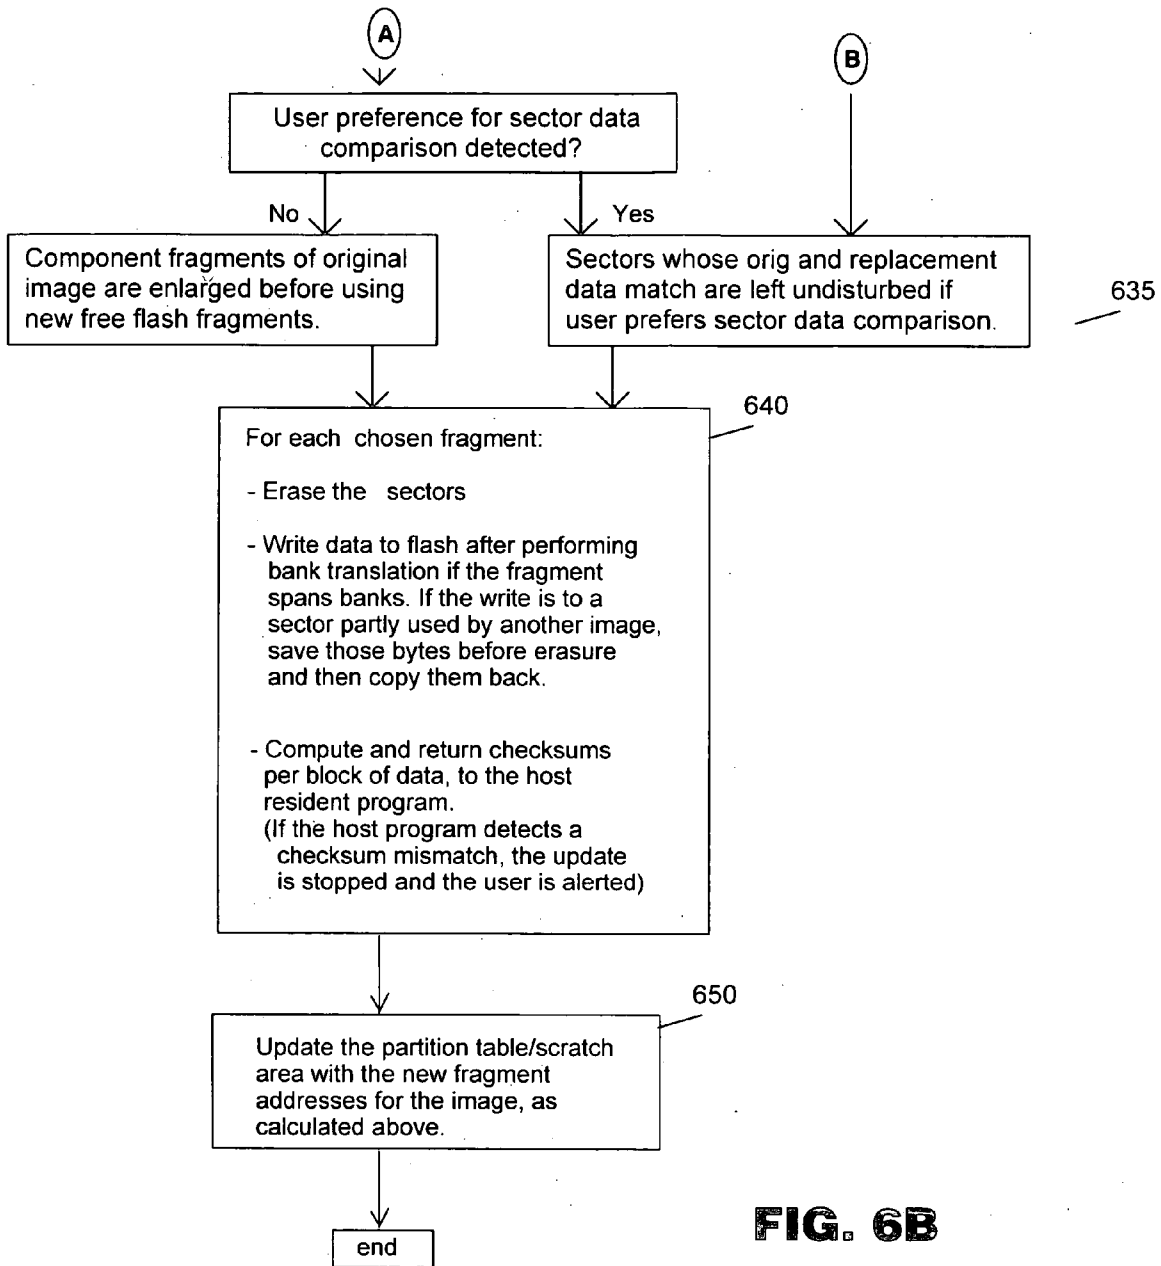 A
B
User preference for sector data
comparison detected?
No
Yes
Component fragments of original
image are enlarged before using
new free flash fragments.
Sectors whose orig and replacement
data match are left undisturbed if
user prefers sector data comparison.
635
640
For each chosen fragment:
- Erase the sectors
- Write data to flash after performing
bank translation if the fragment
spans banks. If the write is to a
sector partly used by another image,
save those bytes before erasure
and then copy them back.
- Compute and return checksums
per block of data, to the host
resident program.
(If the host program detects a
checksum mismatch, the update
is stopped and the user is alerted)
650
Update the partition table/scratch
area with the new fragment
addresses for the image, as
calculated above.
end
FIG. 6B